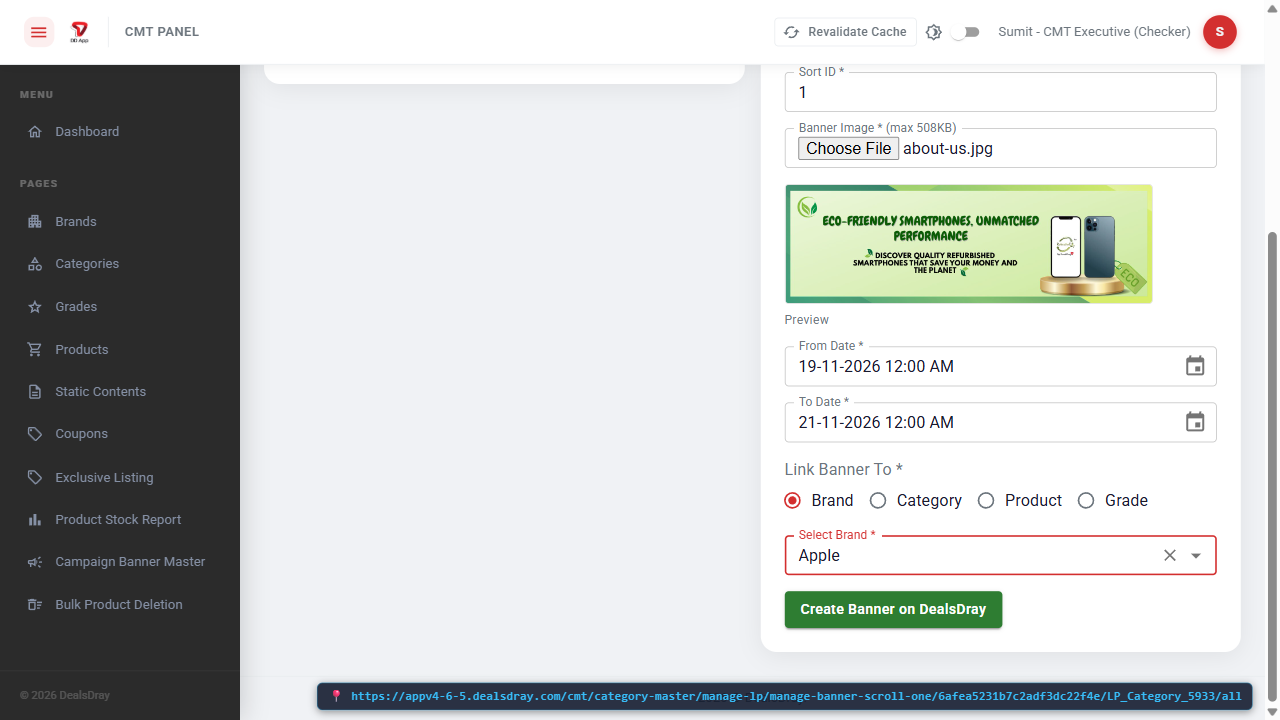 DD App
CMT PANEL
Revalidate Cache
Sumit - CMT Executive (Checker)
S
MENU
Dashboard
PAGES
Brands
Categories
Grades
Products
Static Contents
Coupons
Exclusive Listing
Product Stock Report
Campaign Banner Master
Bulk Product Deletion
© 2026 DealsDray
Sort ID *
1
Banner Image * (max 508KB)
Choose File about-us.jpg
ECO-FRIENDLY SMARTPHONES, UNMATCHED
PERFORMANCE
DISCOVER QUALITY REFURBISHED
SMARTPHONES THAT SAVE YOUR MONEY AND
THE PLANET
ECO
Preview
From Date *
19-11-2026 12:00 AM
To Date *
21-11-2026 12:00 AM
Link Banner To *
Brand Category Product Grade
Select Brand *
Apple
Create Banner on DealsDray
https://appv4-6-5.dealsdray.com/cmt/category-master/manage-lp/manage-banner-scroll-one/6afea5231b7c2adf3dc22f4e/LP_Category_5933/all